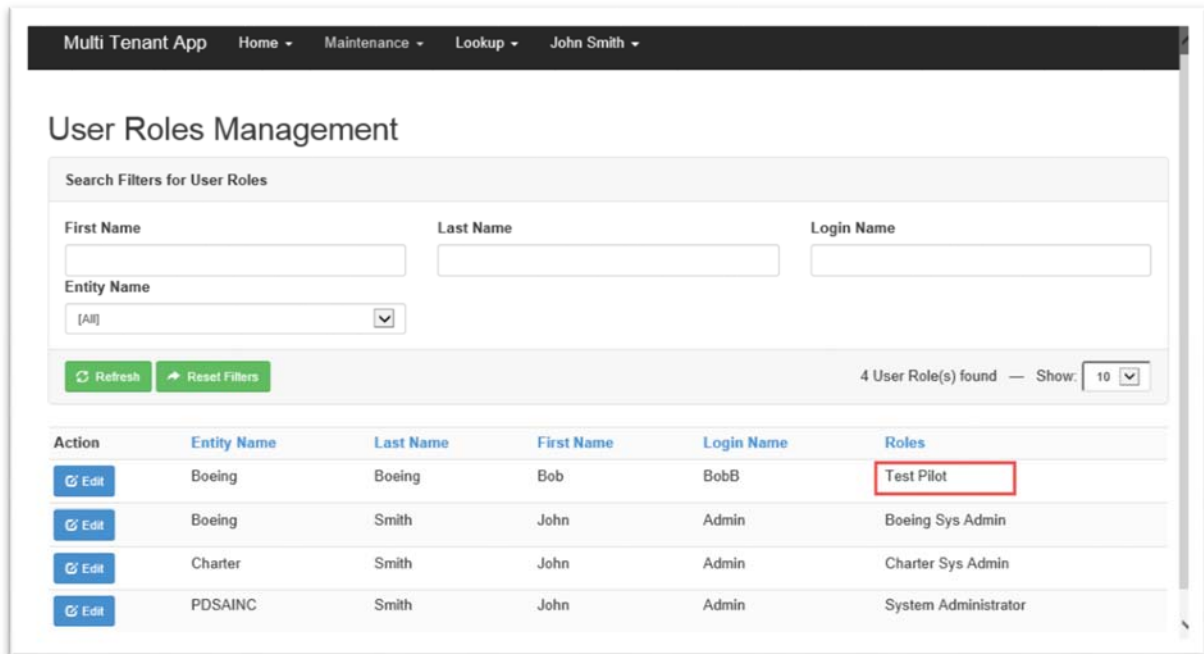 Multi Tenant App Home Maintenance Lookup John Smith
User Roles Management
Search Filters for User Roles
First Name Last Name Login Name
Entity Name
[All]
Refresh Reset Filters 4 User Role(s) found — Show: 10
Action Entity Name Last Name First Name Login Name Roles
Edit Boeing Boeing Bob BobB Test Pilot
Edit Boeing Smith John Admin Boeing Sys Admin
Edit Charter Smith John Admin Charter Sys Admin
Edit PDSAINC Smith John Admin System Administrator